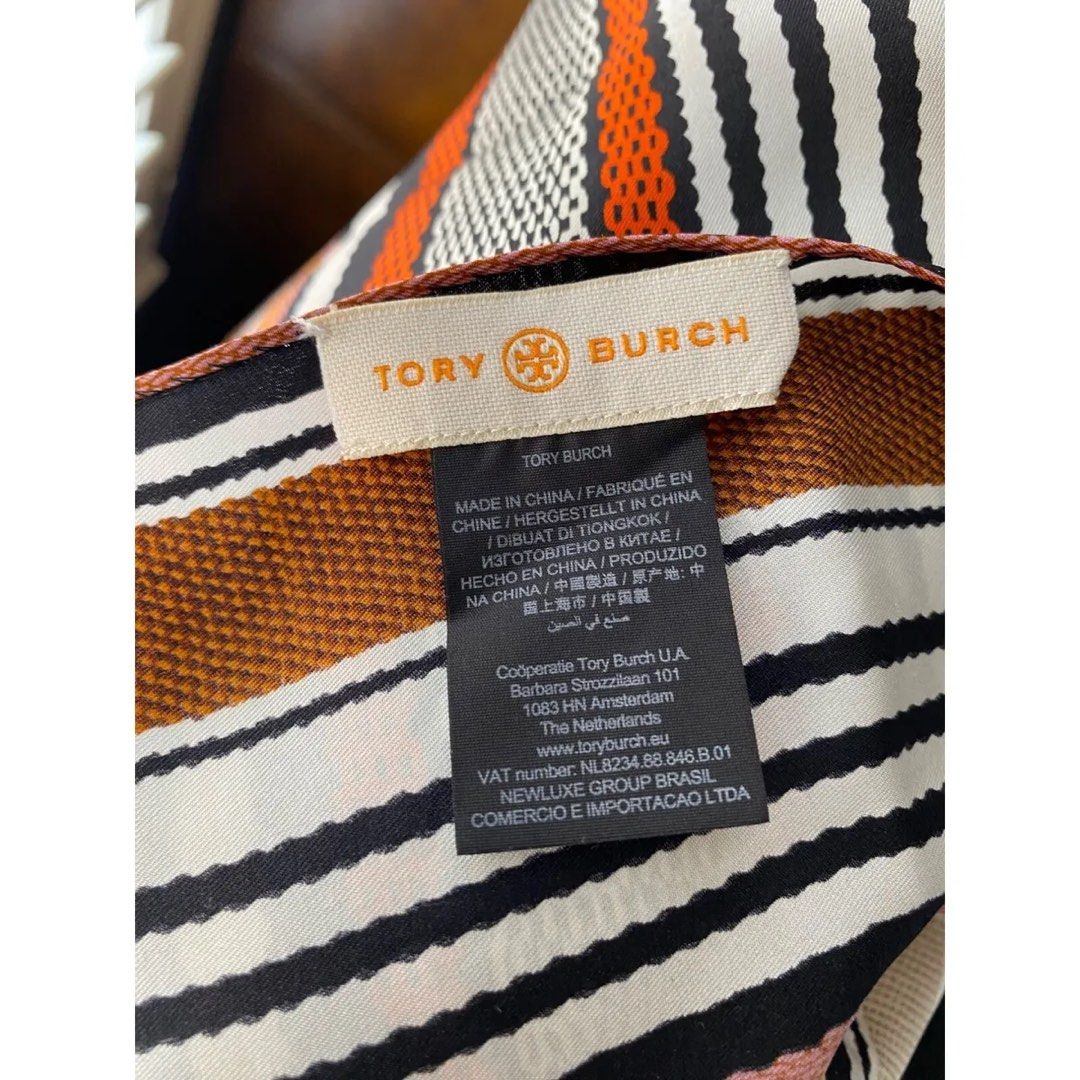 TORY BURCH
TORY BURCH
MADE IN CHINA / FABRIQUÉ EN
CHINE / HERGESTELLT IN CHINA
/ DIBUAT DI TIONGKOK /
ИЗГОТОВЛЕНО В КИТАЕ /
HECHO EN CHINA / PRODUZIDO
NA CHINA / 中國製造 / 原产地: 中
国上海市 / 中国製
صنع في الصين
Coöperatie Tory Burch U.A.
Barbara Strozzilaan 101
1083 HN Amsterdam
The Netherlands
www.toryburch.eu
VAT number: NL8234.88.846.B.01
NEWLUXE GROUP BRASIL
COMERCIO E IMPORTACAO LTDA